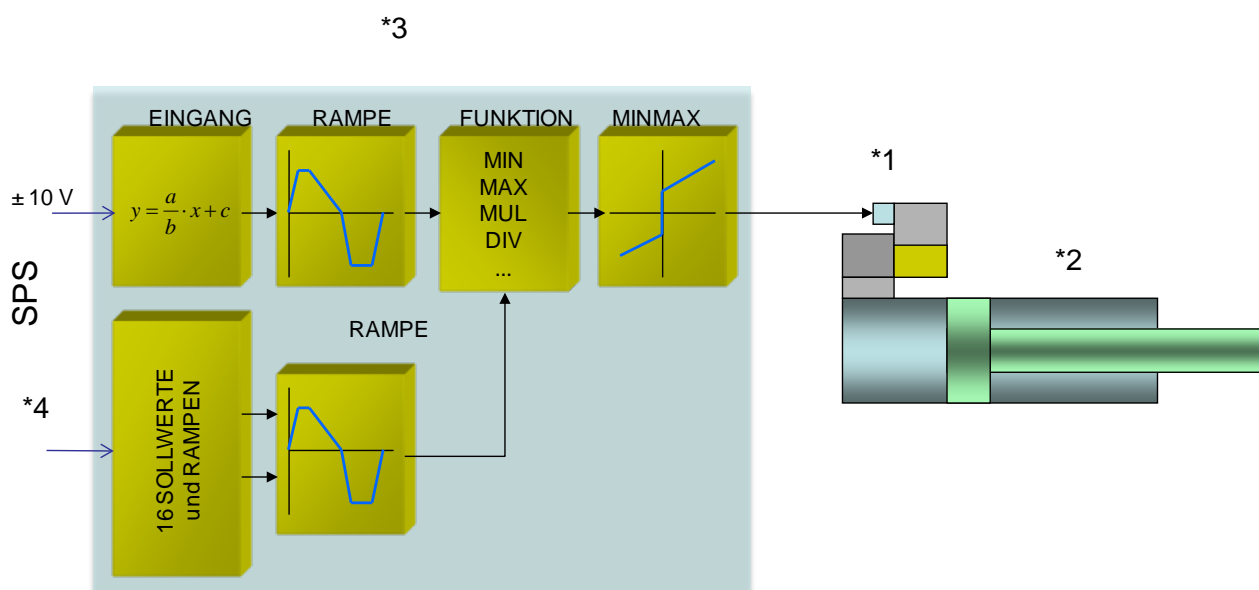 *3
EINGANG
RAMPE
FUNKTION
MINMAX
± 10 V
y = a/b · x + c
MIN
MAX
MUL
DIV
...
*1
*2
SPS
RAMPE
*4
16 SOLLWERTE
und RAMPEN